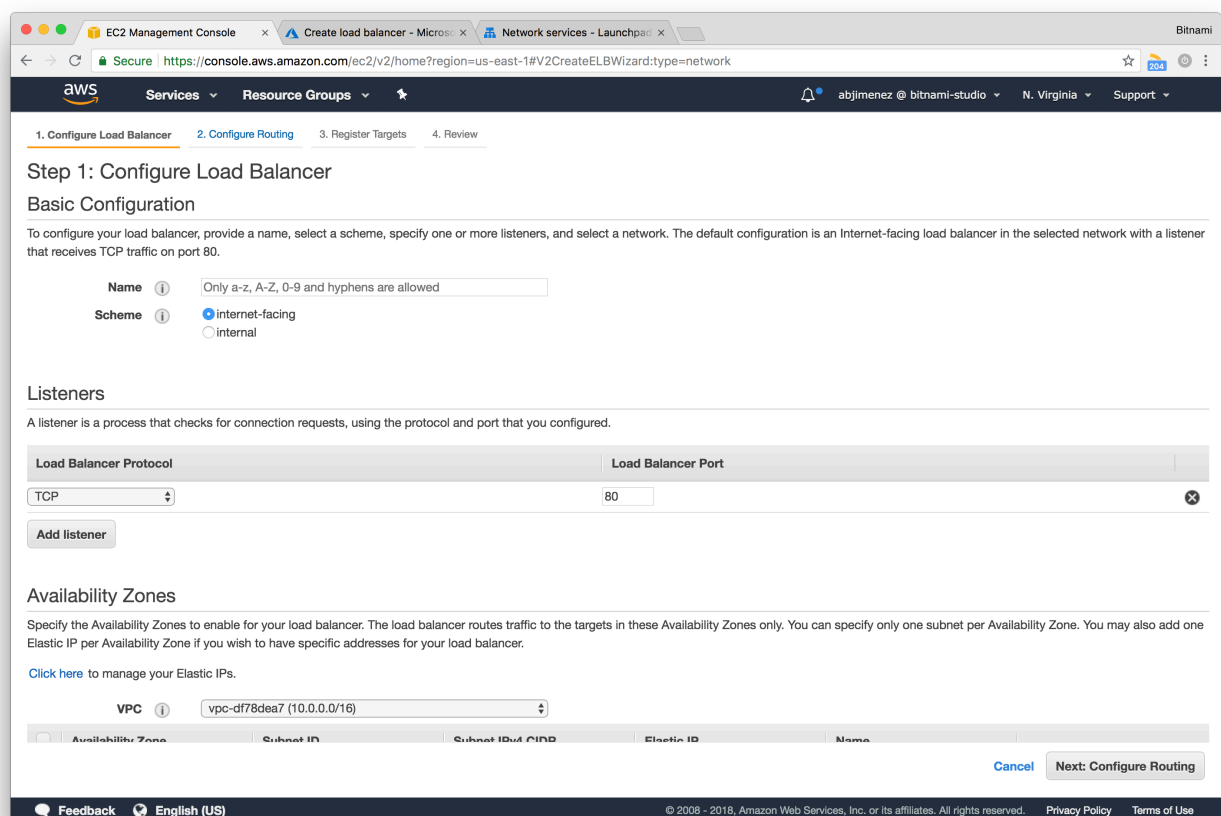 EC2 Management Console
Create load balancer - Microso
Network services - Launchpad
Bitnami
Secure https://console.aws.amazon.com/ec2/v2/home?region=us-east-1#V2CreateELBWizard:type=network
204
aws Services Resource Groups abjimenez @ bitnami-studio N. Virginia Support
1. Configure Load Balancer 2. Configure Routing 3. Register Targets 4. Review
Step 1: Configure Load Balancer
Basic Configuration
To configure your load balancer, provide a name, select a scheme, specify one or more listeners, and select a network. The default configuration is an Internet-facing load balancer in the selected network with a listener
that receives TCP traffic on port 80.
Name i Only a-z, A-Z, 0-9 and hyphens are allowed
Scheme i internet-facing
internal
Listeners
A listener is a process that checks for connection requests, using the protocol and port that you configured.
Load Balancer Protocol Load Balancer Port
TCP 80
Add listener
Availability Zones
Specify the Availability Zones to enable for your load balancer. The load balancer routes traffic to the targets in these Availability Zones only. You can specify only one subnet per Availability Zone. You may also add one
Elastic IP per Availability Zone if you wish to have specific addresses for your load balancer.
Click here to manage your Elastic IPs.
VPC i vpc-df78dea7 (10.0.0.0/16)
Availability Zone Subnet ID Subnet IPv4 CIDR Elastic IP Name
Cancel Next: Configure Routing
Feedback English (US) © 2008 - 2018, Amazon Web Services, Inc. or its affiliates. All rights reserved. Privacy Policy Terms of Use